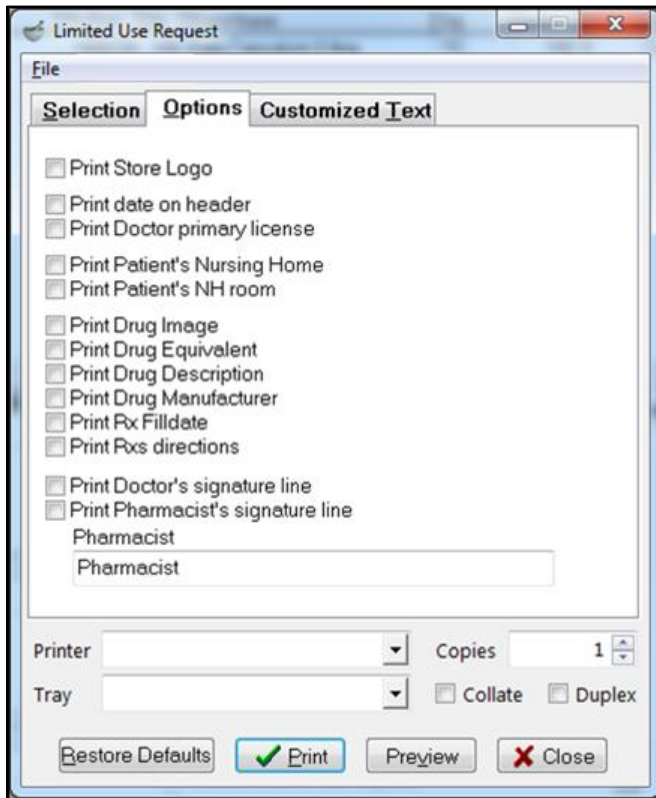 Limited Use Request
File
Selection Options Customized Text
Print Store Logo
Print date on header
Print Doctor primary license
Print Patient's Nursing Home
Print Patient's NH room
Print Drug Image
Print Drug Equivalent
Print Drug Description
Print Drug Manufacturer
Print Rx Filldate
Print Rxs directions
Print Doctor's signature line
Print Pharmacist's signature line
Pharmacist
Pharmacist
Printer Copies 1
Tray Collate Duplex
Restore Defaults Print Preview Close